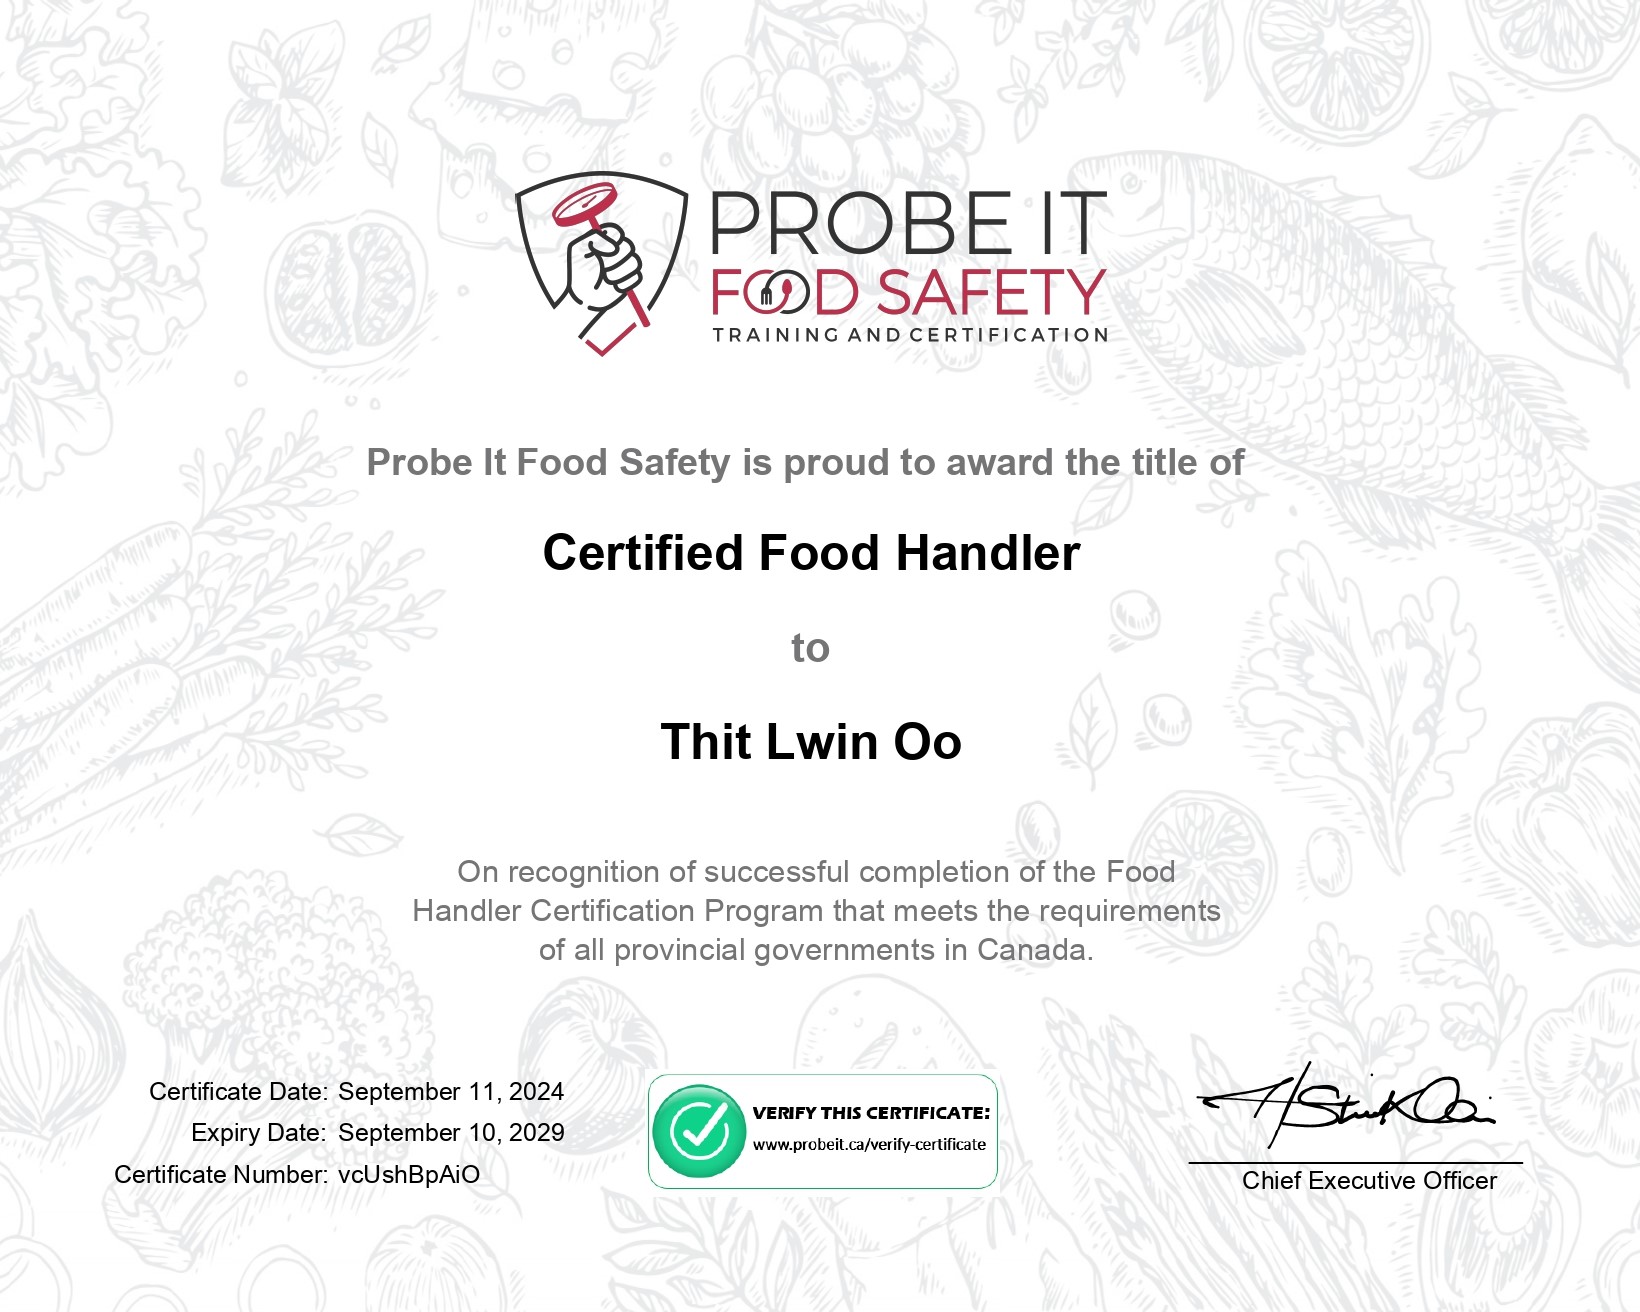 PROBE IT
FOOD SAFETY
TRAINING AND CERTIFICATION
Probe It Food Safety is proud to award the title of
Certified Food Handler
to
Thit Lwin Oo
On recognition of successful completion of the Food
Handler Certification Program that meets the requirements
of all provincial governments in Canada.
Certificate Date: September 11, 2024
Expiry Date: September 10, 2029
Certificate Number: vcUshBpAiO
VERIFY THIS CERTIFICATE:
www.probeit.ca/verify-certificate
Chief Executive Officer